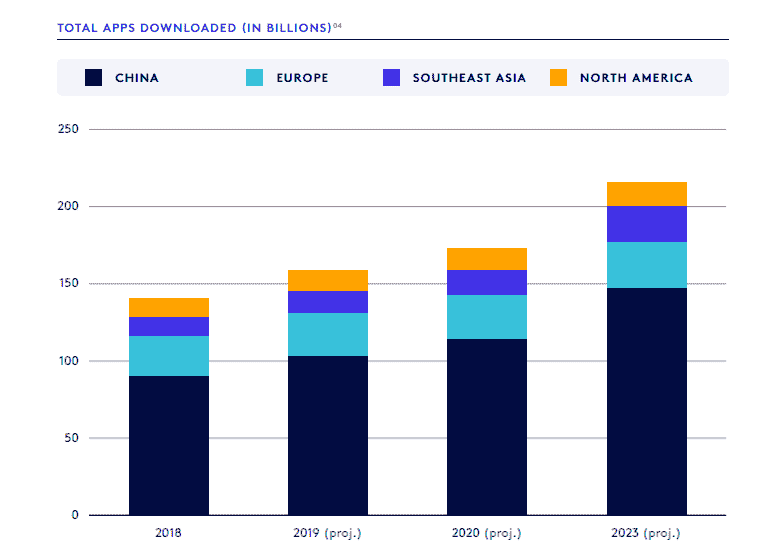 TOTAL APPS DOWNLOADED (IN BILLIONS)04
CHINA EUROPE SOUTHEAST ASIA NORTH AMERICA
250
200
150
100
50
0
2018 2019 (proj.) 2020 (proj.) 2023 (proj.)